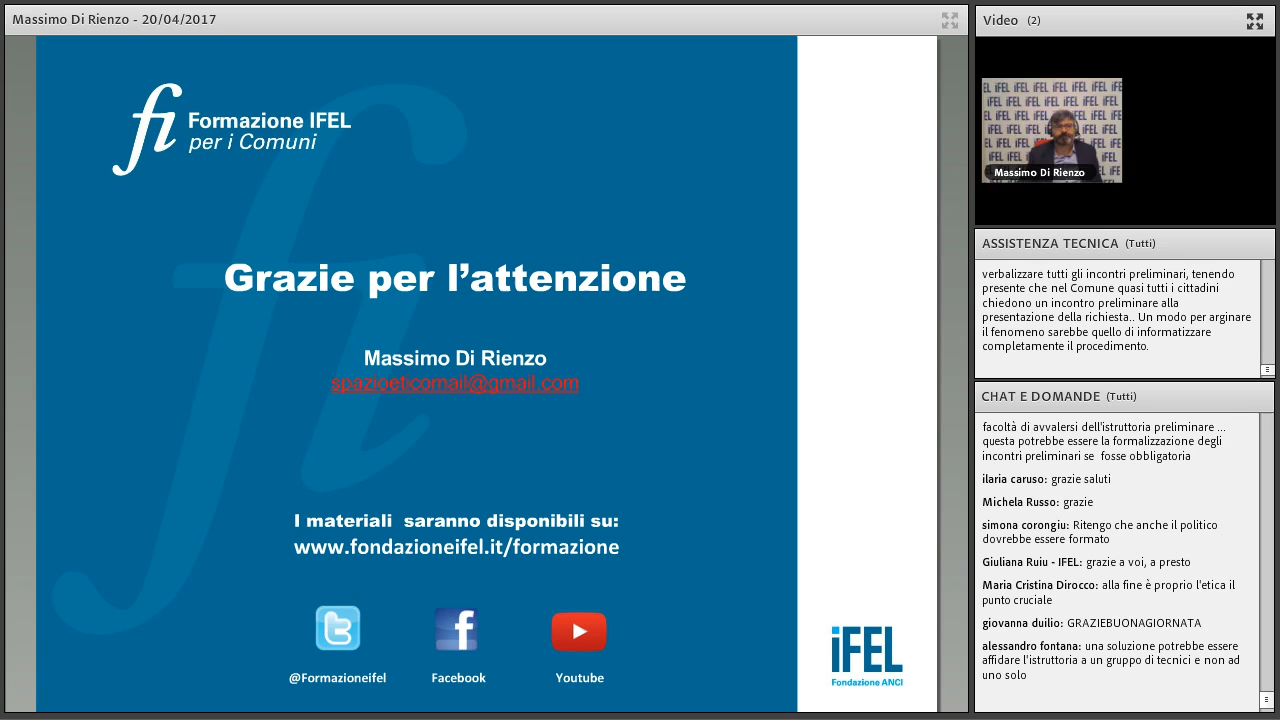 Massimo Di Rienzo - 20/04/2017
fi Formazione IFEL
per i Comuni
Grazie per l'attenzione
Massimo Di Rienzo
spazioeticomail@gmail.com
I materiali saranno disponibili su:
www.fondazioneifel.it/formazione
@Formazioneifel
Facebook
Youtube
iFEL
Fondazione ANCI
Video (2)
Massimo Di Rienzo
ASSISTENZA TECNICA (Tutti)
verbalizzare tutti gli incontri preliminari, tenendo
presente che nel Comune quasi tutti i cittadini
chiedono un incontro preliminare alla
presentazione della richiesta.. Un modo per arginare
il fenomeno sarebbe quello di informatizzare
completamente il procedimento.
CHAT E DOMANDE (Tutti)
facoltà di avvalersi dell'istruttoria preliminare ...
questa potrebbe essere la formalizzazione degli
incontri preliminari se fosse obbligatoria
ilaria caruso: grazie saluti
Michela Russo: grazie
simona corongiu: Ritengo che anche il politico
dovrebbe essere formato
Giuliana Ruiu - IFEL: grazie a voi, a presto
Maria Cristina Dirocco: alla fine è proprio l'etica il
punto cruciale
giovanna duilio: GRAZIEBUONAGIORNATA
alessandro fontana: una soluzione potrebbe essere
affidare l'istruttoria a un gruppo di tecnici e non ad
uno solo